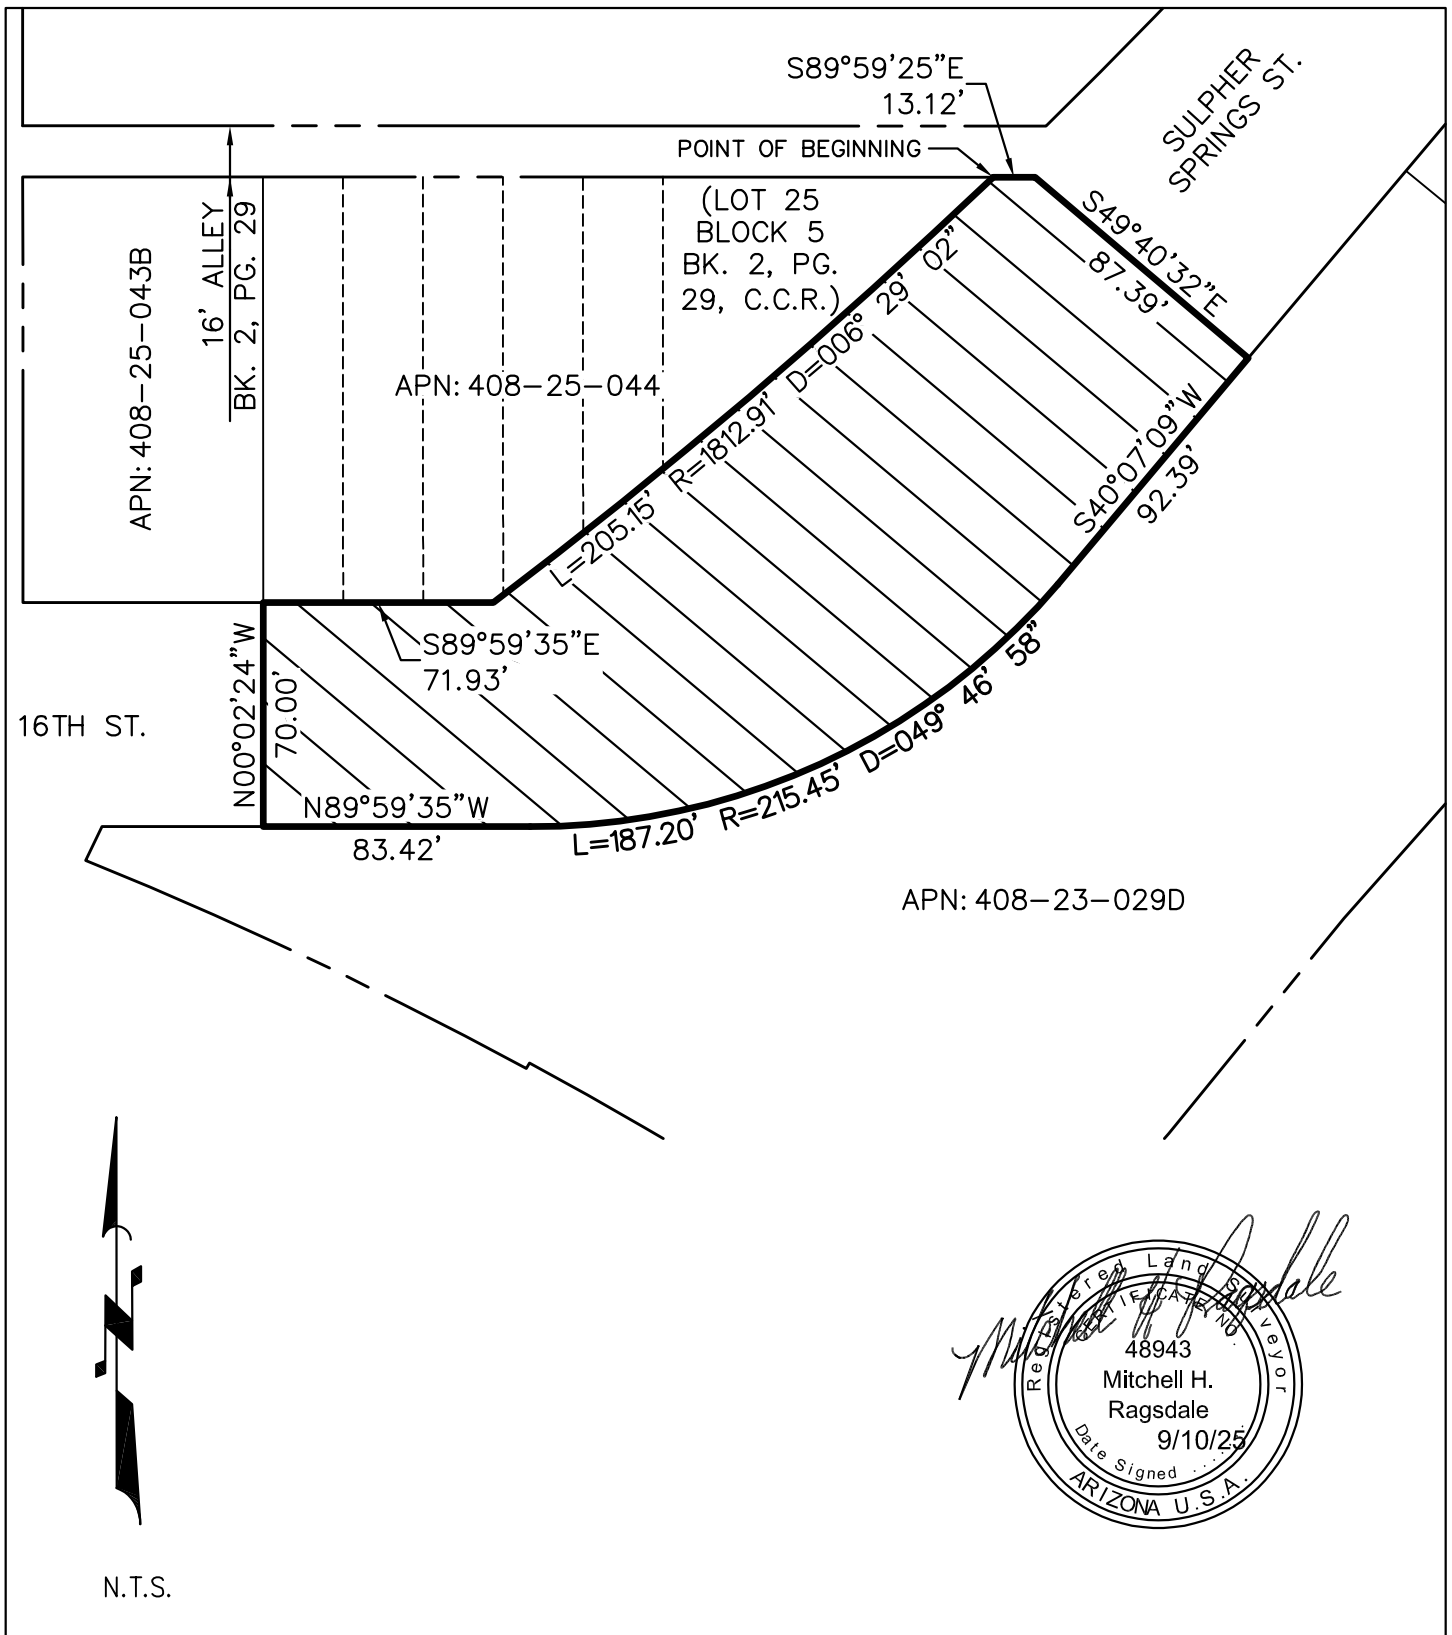 S89°59'25"E
13.12'
SULPHER
SPRINGS ST.
POINT OF BEGINNING
(LOT 25
BLOCK 5
BK. 2, PG.
29, C.C.R.)
S49°40'32"E
87.39'
16' ALLEY
BK. 2, PG. 29
APN: 408-25-043B
APN: 408-25-044
L=205.15' R=1812.91' D=006° 29' 02"
S40°07'09"W
92.39'
S89°59'35"E
71.93'
N00°02'24"W
70.00'
16TH ST.
N89°59'35"W
83.42'
L=187.20' R=215.45' D=049° 46' 58"
APN: 408-23-029D
Registered Land Surveyor
CERTIFICATE NO.
48943
Mitchell H.
Ragsdale
9/10/25
Date Signed ......
ARIZONA U.S.A.
Mitchell H Ragsdale
N.T.S.